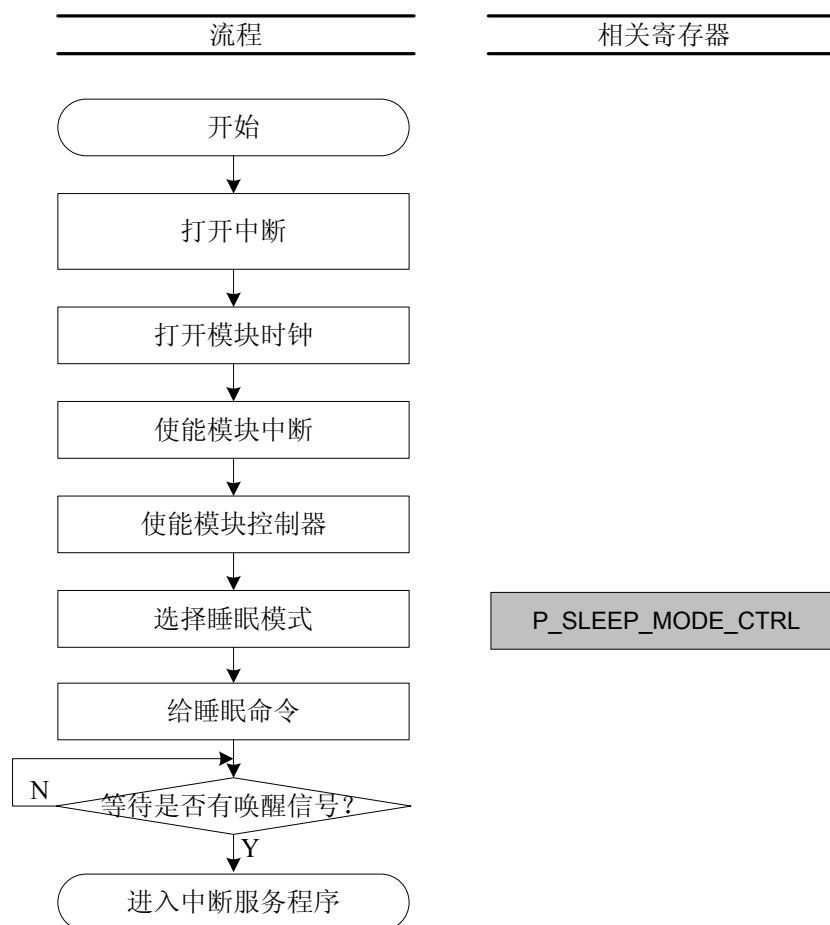 流程
相关寄存器
开始
打开中断
打开模块时钟
使能模块中断
使能模块控制器
选择睡眠模式
P_SLEEP_MODE_CTRL
给睡眠命令
N
等待是否有唤醒信号？
Y
进入中断服务程序